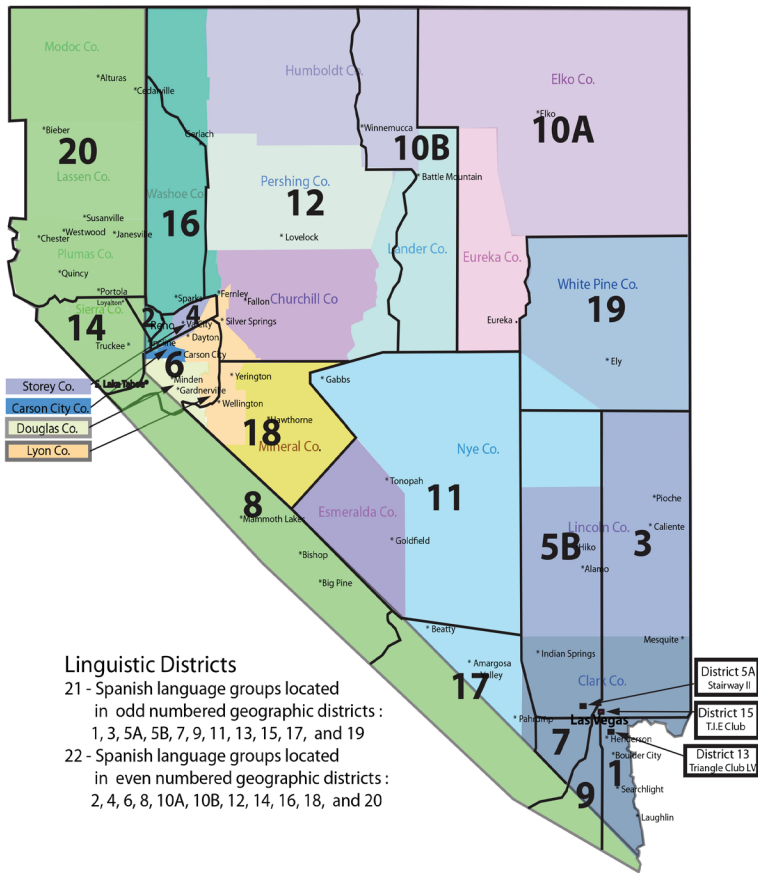 Modoc Co.
*Alturas
*Cedarville
Humboldt Co.
Elko Co.
*Elko
10A
*Bieber
20
Lassen Co.
Gerlach
*Winnemucca
10B
*Battle Mountain
Washoe Co
16
Pershing Co.
12
*Lovelock
*Susanville
*Westwood
*Janesville
*Chester
Plumas Co.
*Quincy
Lander Co.
Eureka Co.
White Pine Co.
19
*Portola
Loyalton*
Sierra Co.
14
Truckee*
*Sparks
2
Reno
4
*Va City
*Fernley
*Fallon
Churchill Co
*Silver Springs
*Dayton
Incline
Carson City
6
Eureka*
*Ely
Storey Co.
Carson City Co.
Douglas Co.
Lyon Co.
S. Lake Tahoe*
*Minden
*Gardnerville
*Yerington
*Wellington
*Hawthorne
18
Mineral Co.
*Gabbs
Nye Co.
*Tonopah
11
Esmeralda Co.
*Goldfield
8
*Mammoth Lakes
*Bishop
*Big Pine
*Pioche
Lincoln Co.
*Caliente
5B
*Hiko
3
*Alamo
*Beatty
Mesquite*
*Indian Springs
*Amargosa
Valley
17
Clark Co.
District 5A
Stairway II
*Pahrump
Las Vegas
District 15
T.I.E Club
7
*Henderson
*Boulder City
District 13
Triangle Club LV
1
9
*Searchlight
*Laughlin
Linguistic Districts
21 - Spanish language groups located
in odd numbered geographic districts :
1, 3, 5A, 5B, 7, 9, 11, 13, 15, 17, and 19
22 - Spanish language groups located
in even numbered geographic districts :
2, 4, 6, 8, 10A, 10B, 12, 14, 16, 18, and 20